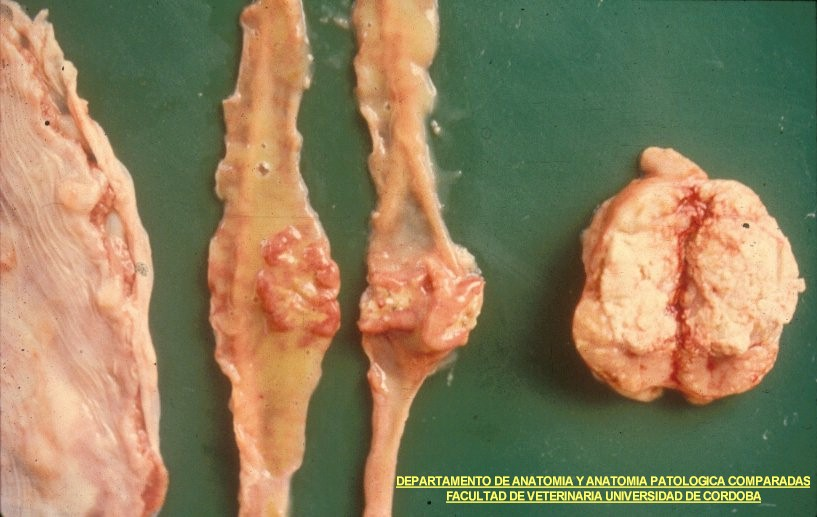 DEPARTAMENTO DE ANATOMIA Y ANATOMIA PATOLOGICA COMPARADAS
FACULTAD DE VETERINARIA UNIVERSIDAD DE CORDOBA